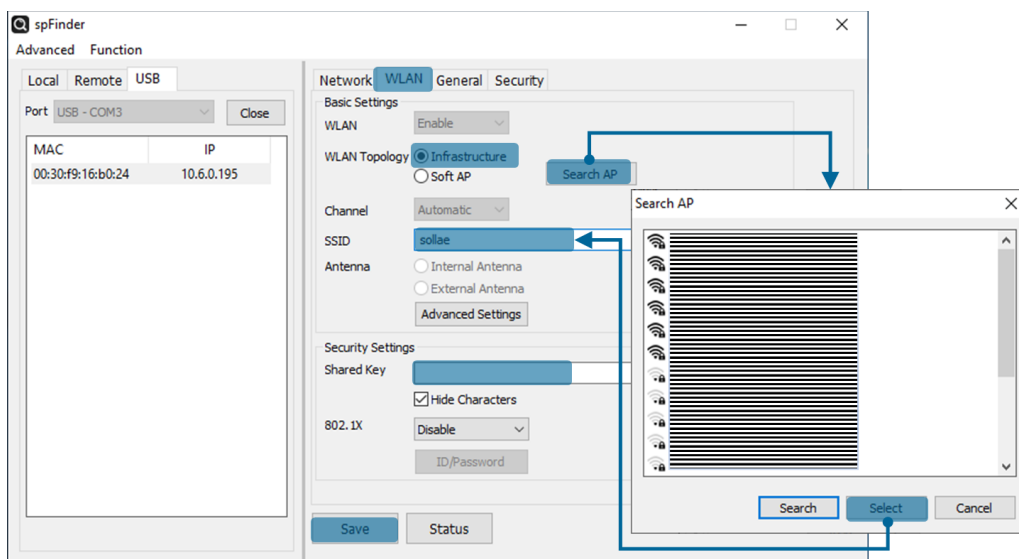 spFinder
Advanced Function
Local Remote USB
Port USB - COM3 Close
MAC IP
00:30:f9:16:b0:24 10.6.0.195
Network WLAN General Security
Basic Settings
WLAN Enable
WLAN Topology Infrastructure
Soft AP
Search AP
Channel Automatic
SSID sollae
Antenna Internal Antenna
External Antenna
Advanced Settings
Security Settings
Shared Key
Hide Characters
802.1X Disable
ID/Password
Save Status
Search AP
Search Select Cancel